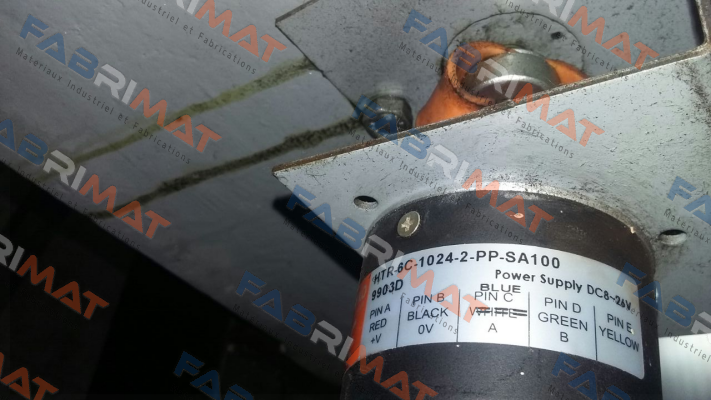 HTR-6C-1024-2-PP-SA100
9903D
Power Supply DC8~26V
PIN A
RED
+V
PIN B
BLACK
0V
BLUE
PIN C
WHITE
A
PIN D
GREEN
B
PIN E
YELLOW
FABRIMAT
Materiaux Industriel et Fabrications